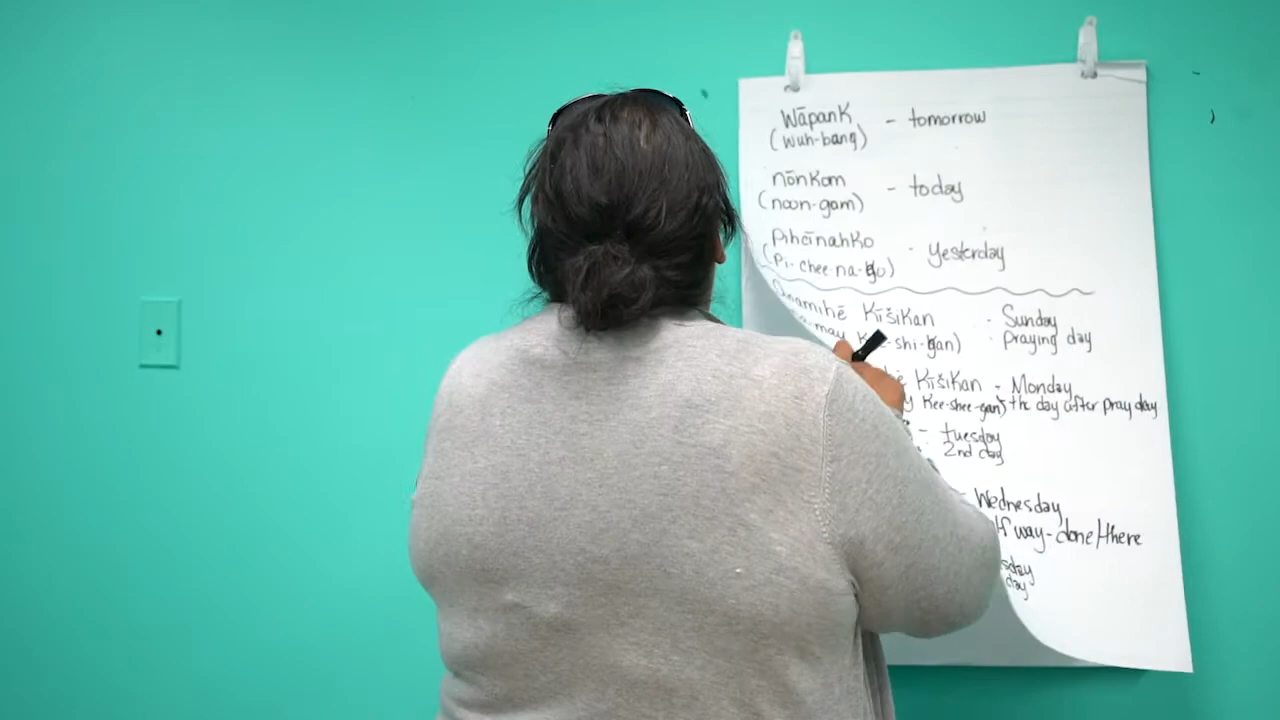 Wāpank - tomorrow
(wuh-bang)
nōnkom - today
(noon-gam)
Pihcīnahko - yesterday
(Pi-chee-na-go)
Anamihē Kīšikan - Sunday
may Kee-shi-gan) - praying day
Kīšikan - Monday
Kee-shee-gan) the day after pray day
- tuesday
2nd day
- Wednesday
way-done/there
day